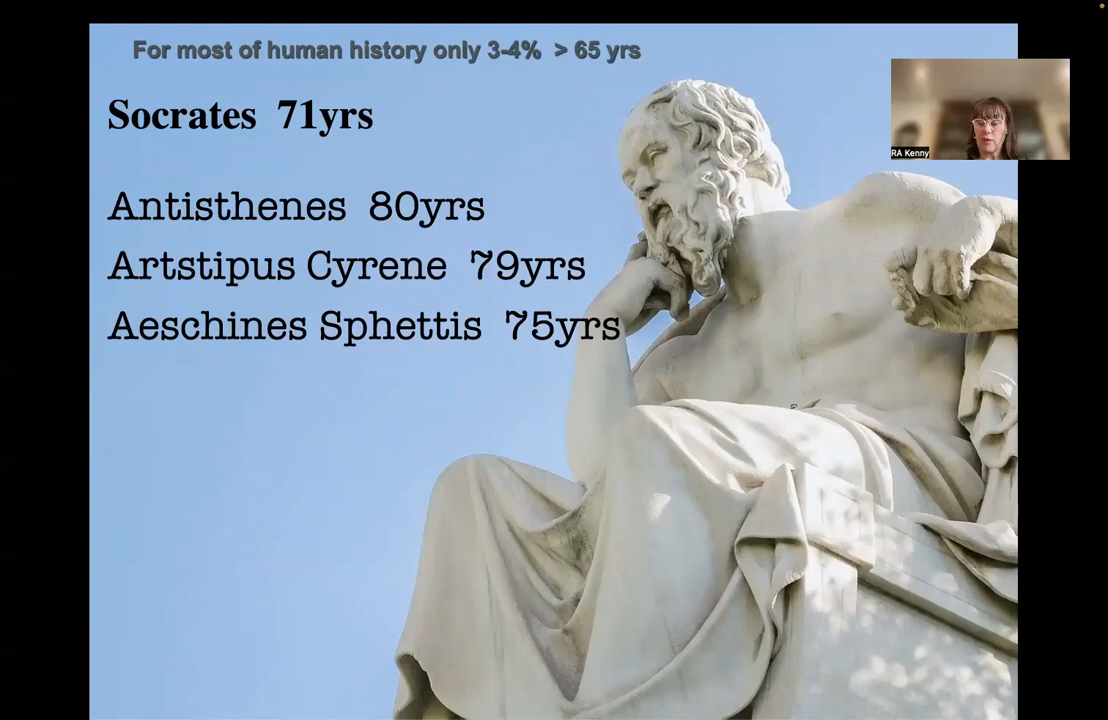 For most of human history only 3-4% > 65 yrs
Socrates 71yrs
Antisthenes 80yrs
Artstipus Cyrene 79yrs
Aeschines Sphettis 75yrs
RA Kenny